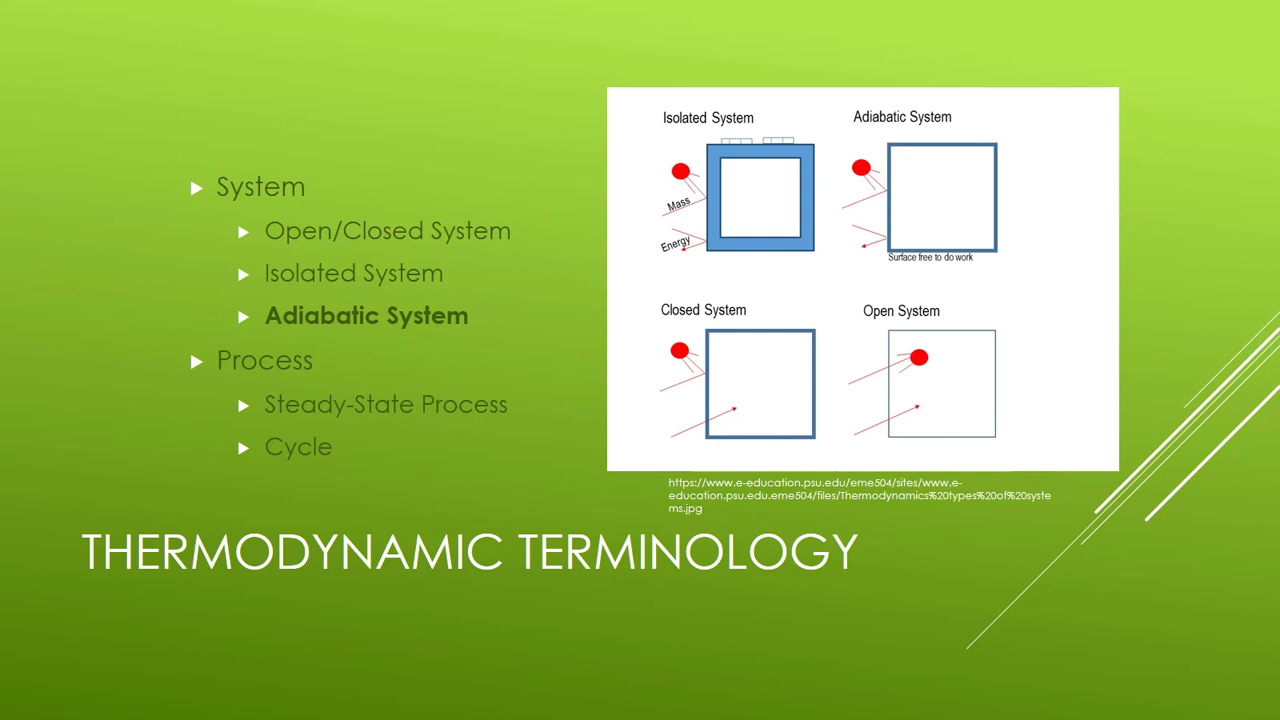 System
Open/Closed System
Isolated System
Adiabatic System
Process
Steady-State Process
Cycle
Isolated System
Mass
Energy
Adiabatic System
Surface free to do work
Closed System
Open System
https://www.e-education.psu.edu/eme504/sites/www.e-
education.psu.edu.eme504/files/Thermodynamics%20types%20of%20syste
ms.jpg
THERMODYNAMIC TERMINOLOGY